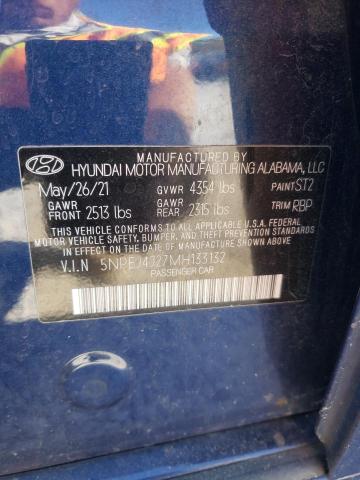 MANUFACTURED BY
HYUNDAI MOTOR MANUFACTURING ALABAMA, LLC
May/26/21 GVWR 4354 lbs PAINT ST2
GAWR FRONT 2513 lbs GAWR REAR 2315 lbs TRIM RBP
THIS VEHICLE CONFORMS TO ALL APPLICABLE U.S.A. FEDERAL
MOTOR VEHICLE SAFETY, BUMPER, AND THEFT PREVENTION
STANDARDS IN EFFECT ON THE DATE OF MANUFACTURE SHOWN ABOVE.
V.I.N 5NPEJ4J27MH133132
PASSENGER CAR